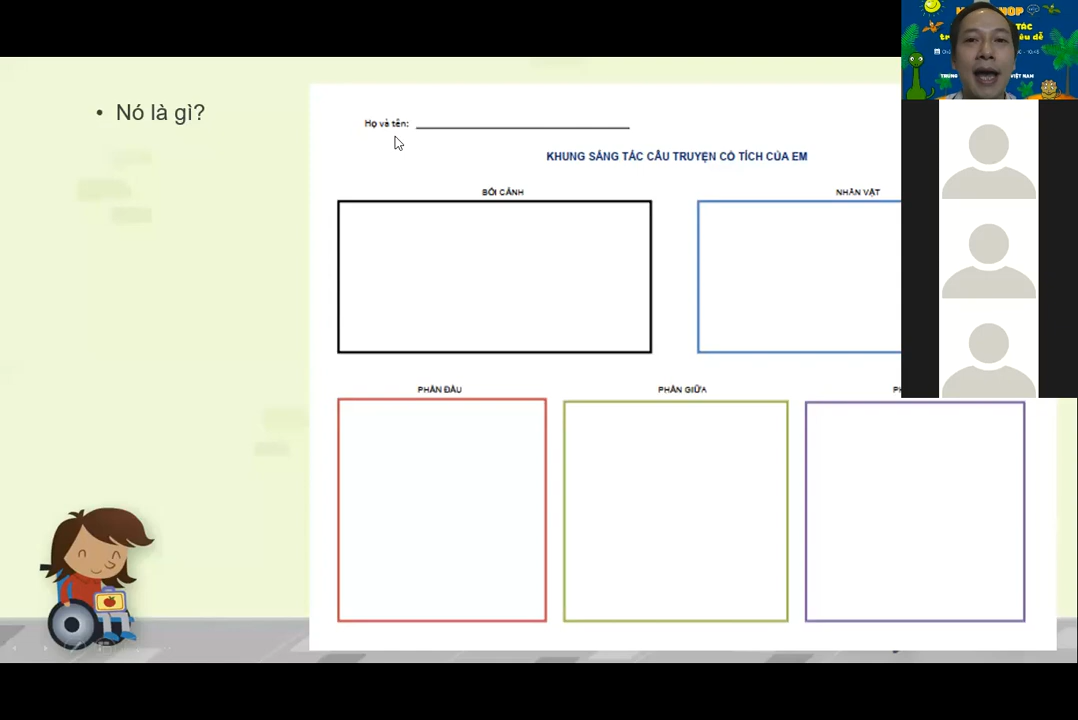 • Nó là gì?
Họ và tên:
KHUNG SÁNG TÁC CÂU TRUYỆN CỔ TÍCH CỦA EM
BỐI CẢNH
NHÂN VẬT
PHẦN ĐẦU
PHẦN GIỮA